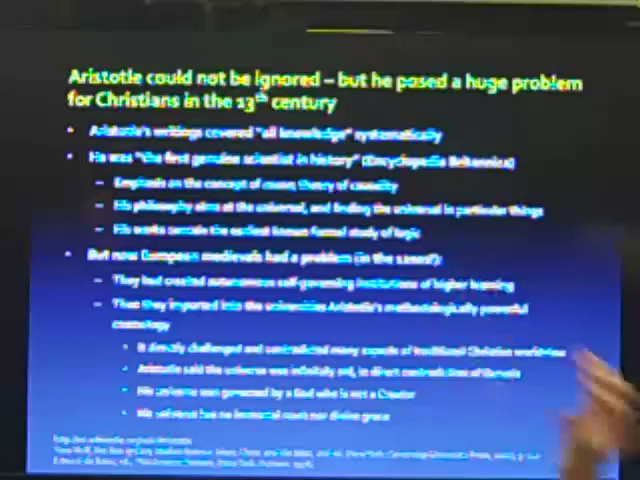 Aristotle could not be ignored – but he posed a huge problem
for Christians in the 13th century
• Aristotle's writings covered "all knowledge" systematically
• He was "the first genuine scientist in history" (Encyclopedia Britannica)
– Emphasis on the concept of cause; theory of causality
– His philosophy aims at the universal, and finding the universal in particular things
– His works contain the earliest known formal study of logic
• But now European medievals had a problem (in the 1200s):
– They had created autonomous self-governing institutions of higher learning
– Then they imported into the universities Aristotle's methodologically powerful
cosmology
• It directly challenged and contradicted many aspects of traditional Christian worldview
• Aristotle said the universe was infinitely old, in direct contradiction of Genesis
• His universe was governed by a God who is not a Creator
• His universe has no immortal souls nor divine grace